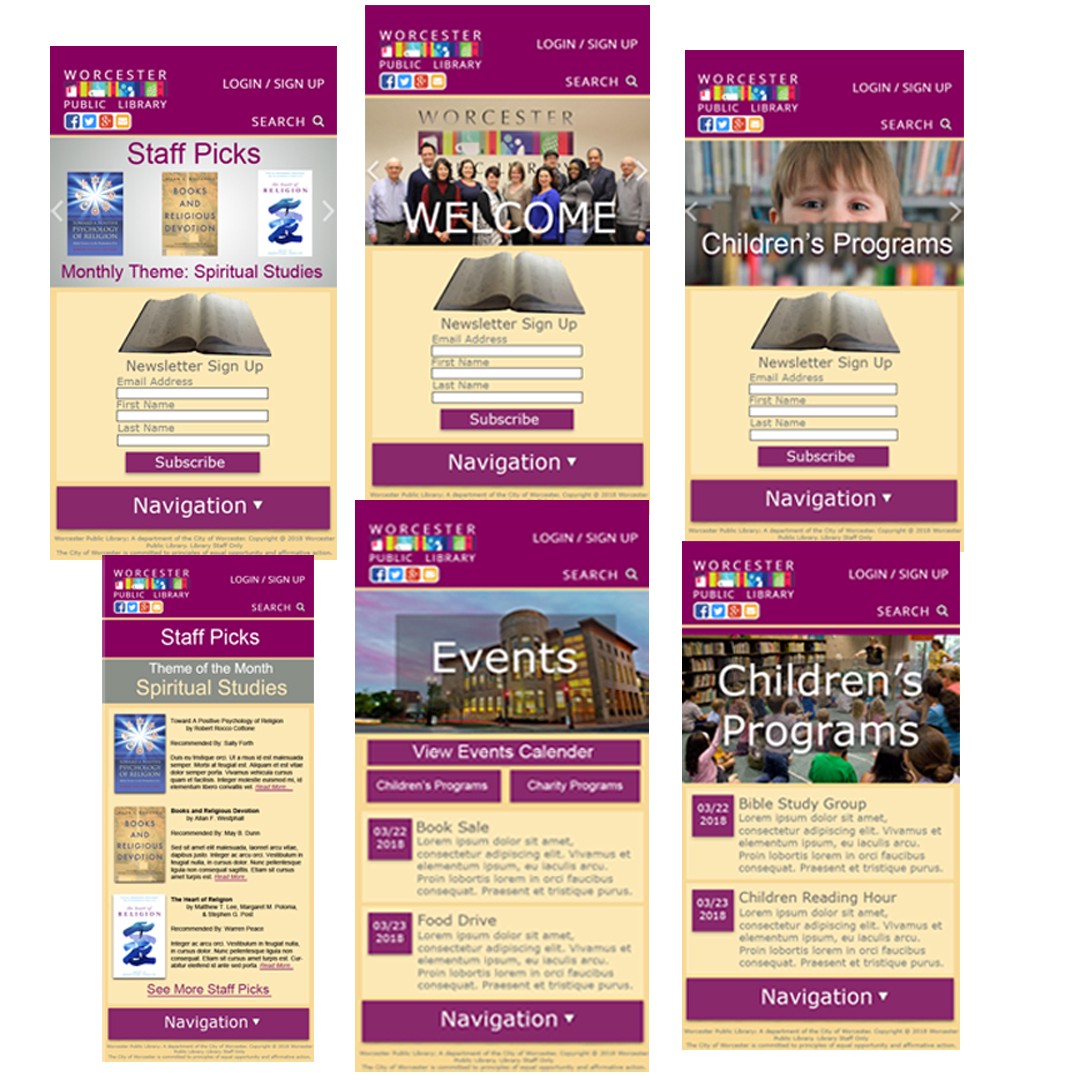 WORCESTER
PUBLIC LIBRARY
LOGIN / SIGN UP
SEARCH
Staff Picks
TOWARD A POSITIVE
PSYCHOLOGY
OF RELIGION
BOOKS
AND
RELIGIOUS
DEVOTION
the heart of
RELIGION
Monthly Theme: Spiritual Studies
Newsletter Sign Up
Email Address
First Name
Last Name
Subscribe
Navigation ▾
Worcester Public Library: A department of the City of Worcester. Copyright @ 2018 Worcester
Public Library. Library Staff Only
The City of Worcester is committed to principles of equal opportunity and affirmative action.
WORCESTER
PUBLIC LIBRARY
LOGIN / SIGN UP
SEARCH
WORCESTER
WELCOME
Newsletter Sign Up
Email Address
First Name
Last Name
Subscribe
Navigation ▾
Worcester Public Library: A department of the City of Worcester. Copyright @ 2018 Worcester
WORCESTER
PUBLIC LIBRARY
LOGIN / SIGN UP
SEARCH
Children's Programs
Newsletter Sign Up
Email Address
First Name
Last Name
Subscribe
Navigation ▾
Worcester Public Library: A department of the City of Worcester. Copyright @ 2018 Worcester
Public Library. Library Staff Only
WORCESTER
PUBLIC LIBRARY
LOGIN / SIGN UP
SEARCH
Staff Picks
Theme of the Month
Spiritual Studies
TOWARD A POSITIVE
PSYCHOLOGY
OF RELIGION
Toward A Positive Psychology of Religion
by Robert Rocco Cottone
Recommended By: Sally Forth
Duis eu tristique orci. Ut a risus id est malesuada
semper. Morbi at feugiat est. Aliquam et est vitae
dolor semper porta. Vivamus vehicula cursus
quam et facilisis. Integer molestie euismod mi, id
elementum libero convallis vel. Read More...
BOOKS
AND
RELIGIOUS
DEVOTION
Books and Religious Devotion
by Allan F. Westphall
Recommended By: May B. Dunn
Sed sit amet elit malesuada, laoreet arcu vitae,
dapibus justo. Integer ac arcu orci. Vestibulum in
feugiat nulla, in cursus dolor. Nunc pellentesque
ligula non consequat sagittis. Etiam sit cursus
amet turpis est. Read More...
the heart of
RELIGION
The Heart of Religion
by Matthew T. Lee, Margaret M. Poloma,
& Stephen G. Post
Recommended By: Warren Peace
Integer ac arcu orci. Vestibulum in feugiat nulla,
in cursus dolor. Nunc pellentesque ligula non
consequat. Etiam sit cursus amet turpis est. Cur-
abitur eleifend id ante sed porta. Read More...
See More Staff Picks
Navigation ▾
Worcester Public Library: A department of the City of Worcester. Copyright @ 2018 Worcester
Public Library. Library Staff Only
The City of Worcester is committed to principles of equal opportunity and affirmative action.
WORCESTER
PUBLIC LIBRARY
LOGIN / SIGN UP
SEARCH
Events
View Events Calender
Children's Programs
Charity Programs
03/22
2018
Book Sale
Lorem ipsum dolor sit amet,
consectetur adipiscing elit. Vivamus et
elementum ipsum, eu iaculis arcu.
Proin lobortis lorem in orci faucibus
consequat. Praesent et tristique purus.
03/23
2018
Food Drive
Lorem ipsum dolor sit amet,
consectetur adipiscing elit. Vivamus et
elementum ipsum, eu iaculis arcu.
Proin lobortis lorem in orci faucibus
consequat. Praesent et tristique purus.
Navigation ▾
Worcester Public Library: A department of the City of Worcester. Copyright @ 2018 Worcester
Public Library. Library Staff Only
The City of Worcester is committed to principles of equal opportunity and affirmative action.
WORCESTER
PUBLIC LIBRARY
LOGIN / SIGN UP
SEARCH
Children's
Programs
03/22
2018
Bible Study Group
Lorem ipsum dolor sit amet,
consectetur adipiscing elit. Vivamus et
elementum ipsum, eu iaculis arcu.
Proin lobortis lorem in orci faucibus
consequat. Praesent et tristique purus.
03/23
2018
Children Reading Hour
Lorem ipsum dolor sit amet,
consectetur adipiscing elit. Vivamus et
elementum ipsum, eu iaculis arcu.
Proin lobortis lorem in orci faucibus
consequat. Praesent et tristique purus.
Navigation ▾
Worcester Public Library: A department of the City of Worcester. Copyright @ 2018 Worcester
Public Library. Library Staff Only
The City of Worcester is committed to principles of equal opportunity and affirmative action.